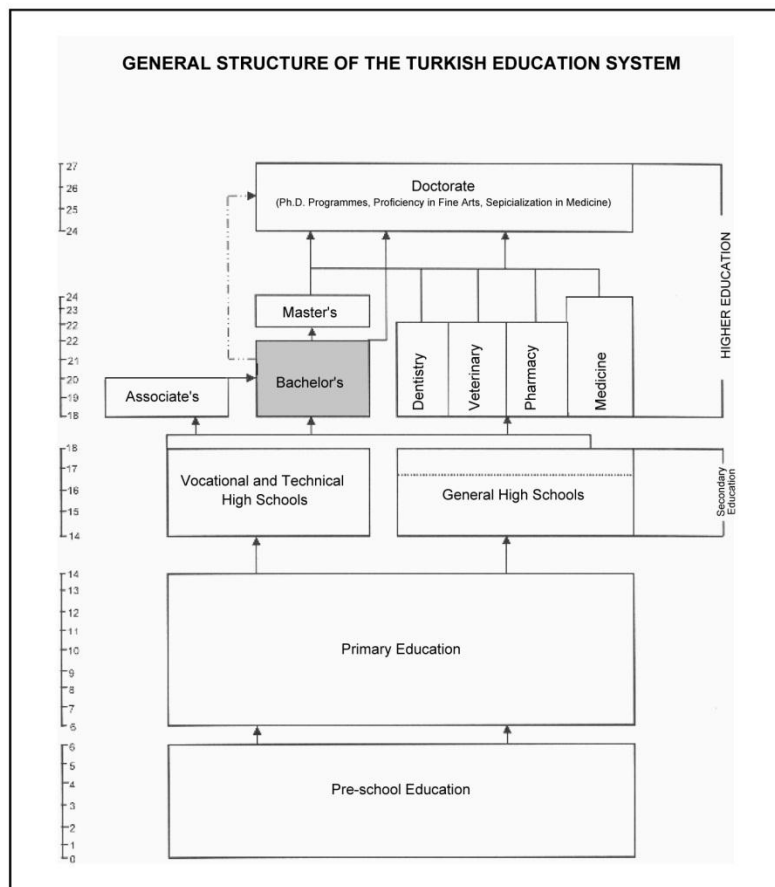 GENERAL STRUCTURE OF THE TURKISH EDUCATION SYSTEM
27
26
25
24
Doctorate
(Ph.D. Programmes, Proficiency in Fine Arts, Sepicialization in Medicine)
HIGHER EDUCATION
24
23
22
21
20
19
18
Master's
Bachelor's
Associate's
Dentistry
Veterinary
Pharmacy
Medicine
18
17
16
15
14
Vocational and Technical
High Schools
General High Schools
Secondary
Education
14
13
12
11
10
9
8
7
6
Primary Education
6
5
4
3
2
1
0
Pre-school Education